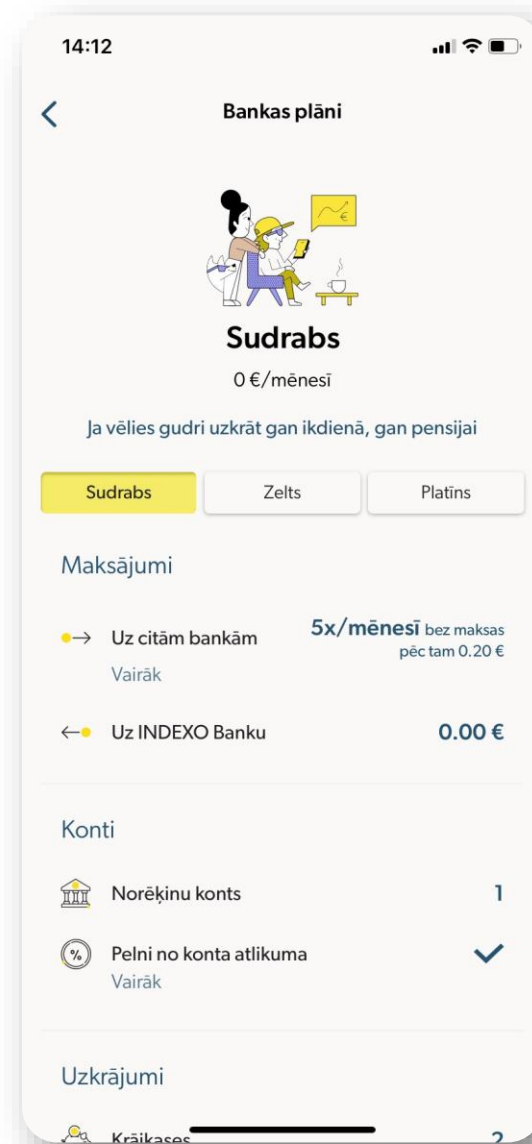 14:12
Bankas plāni
€
Sudrabs
0 €/mēnesī
Ja vēlies gudri uzkrāt gan ikdienā, gan pensijai
Sudrabs Zelts Platīns
Maksājumi
Uz citām bankām 5x/mēnesī bez maksas
pēc tam 0.20 €
Vairāk
Uz INDEXO Banku 0.00 €
Konti
Norēķinu konts 1
% Pelni no konta atlikuma
Vairāk
Uzkrājumi
Krājkases 2